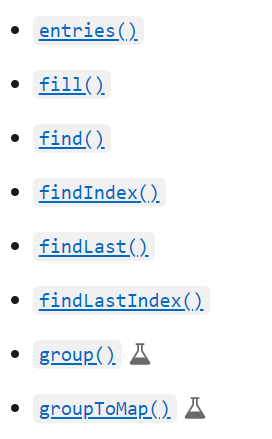 entries()
fill()
find()
findIndex()
findLast()
findLastIndex()
group()
groupToMap()